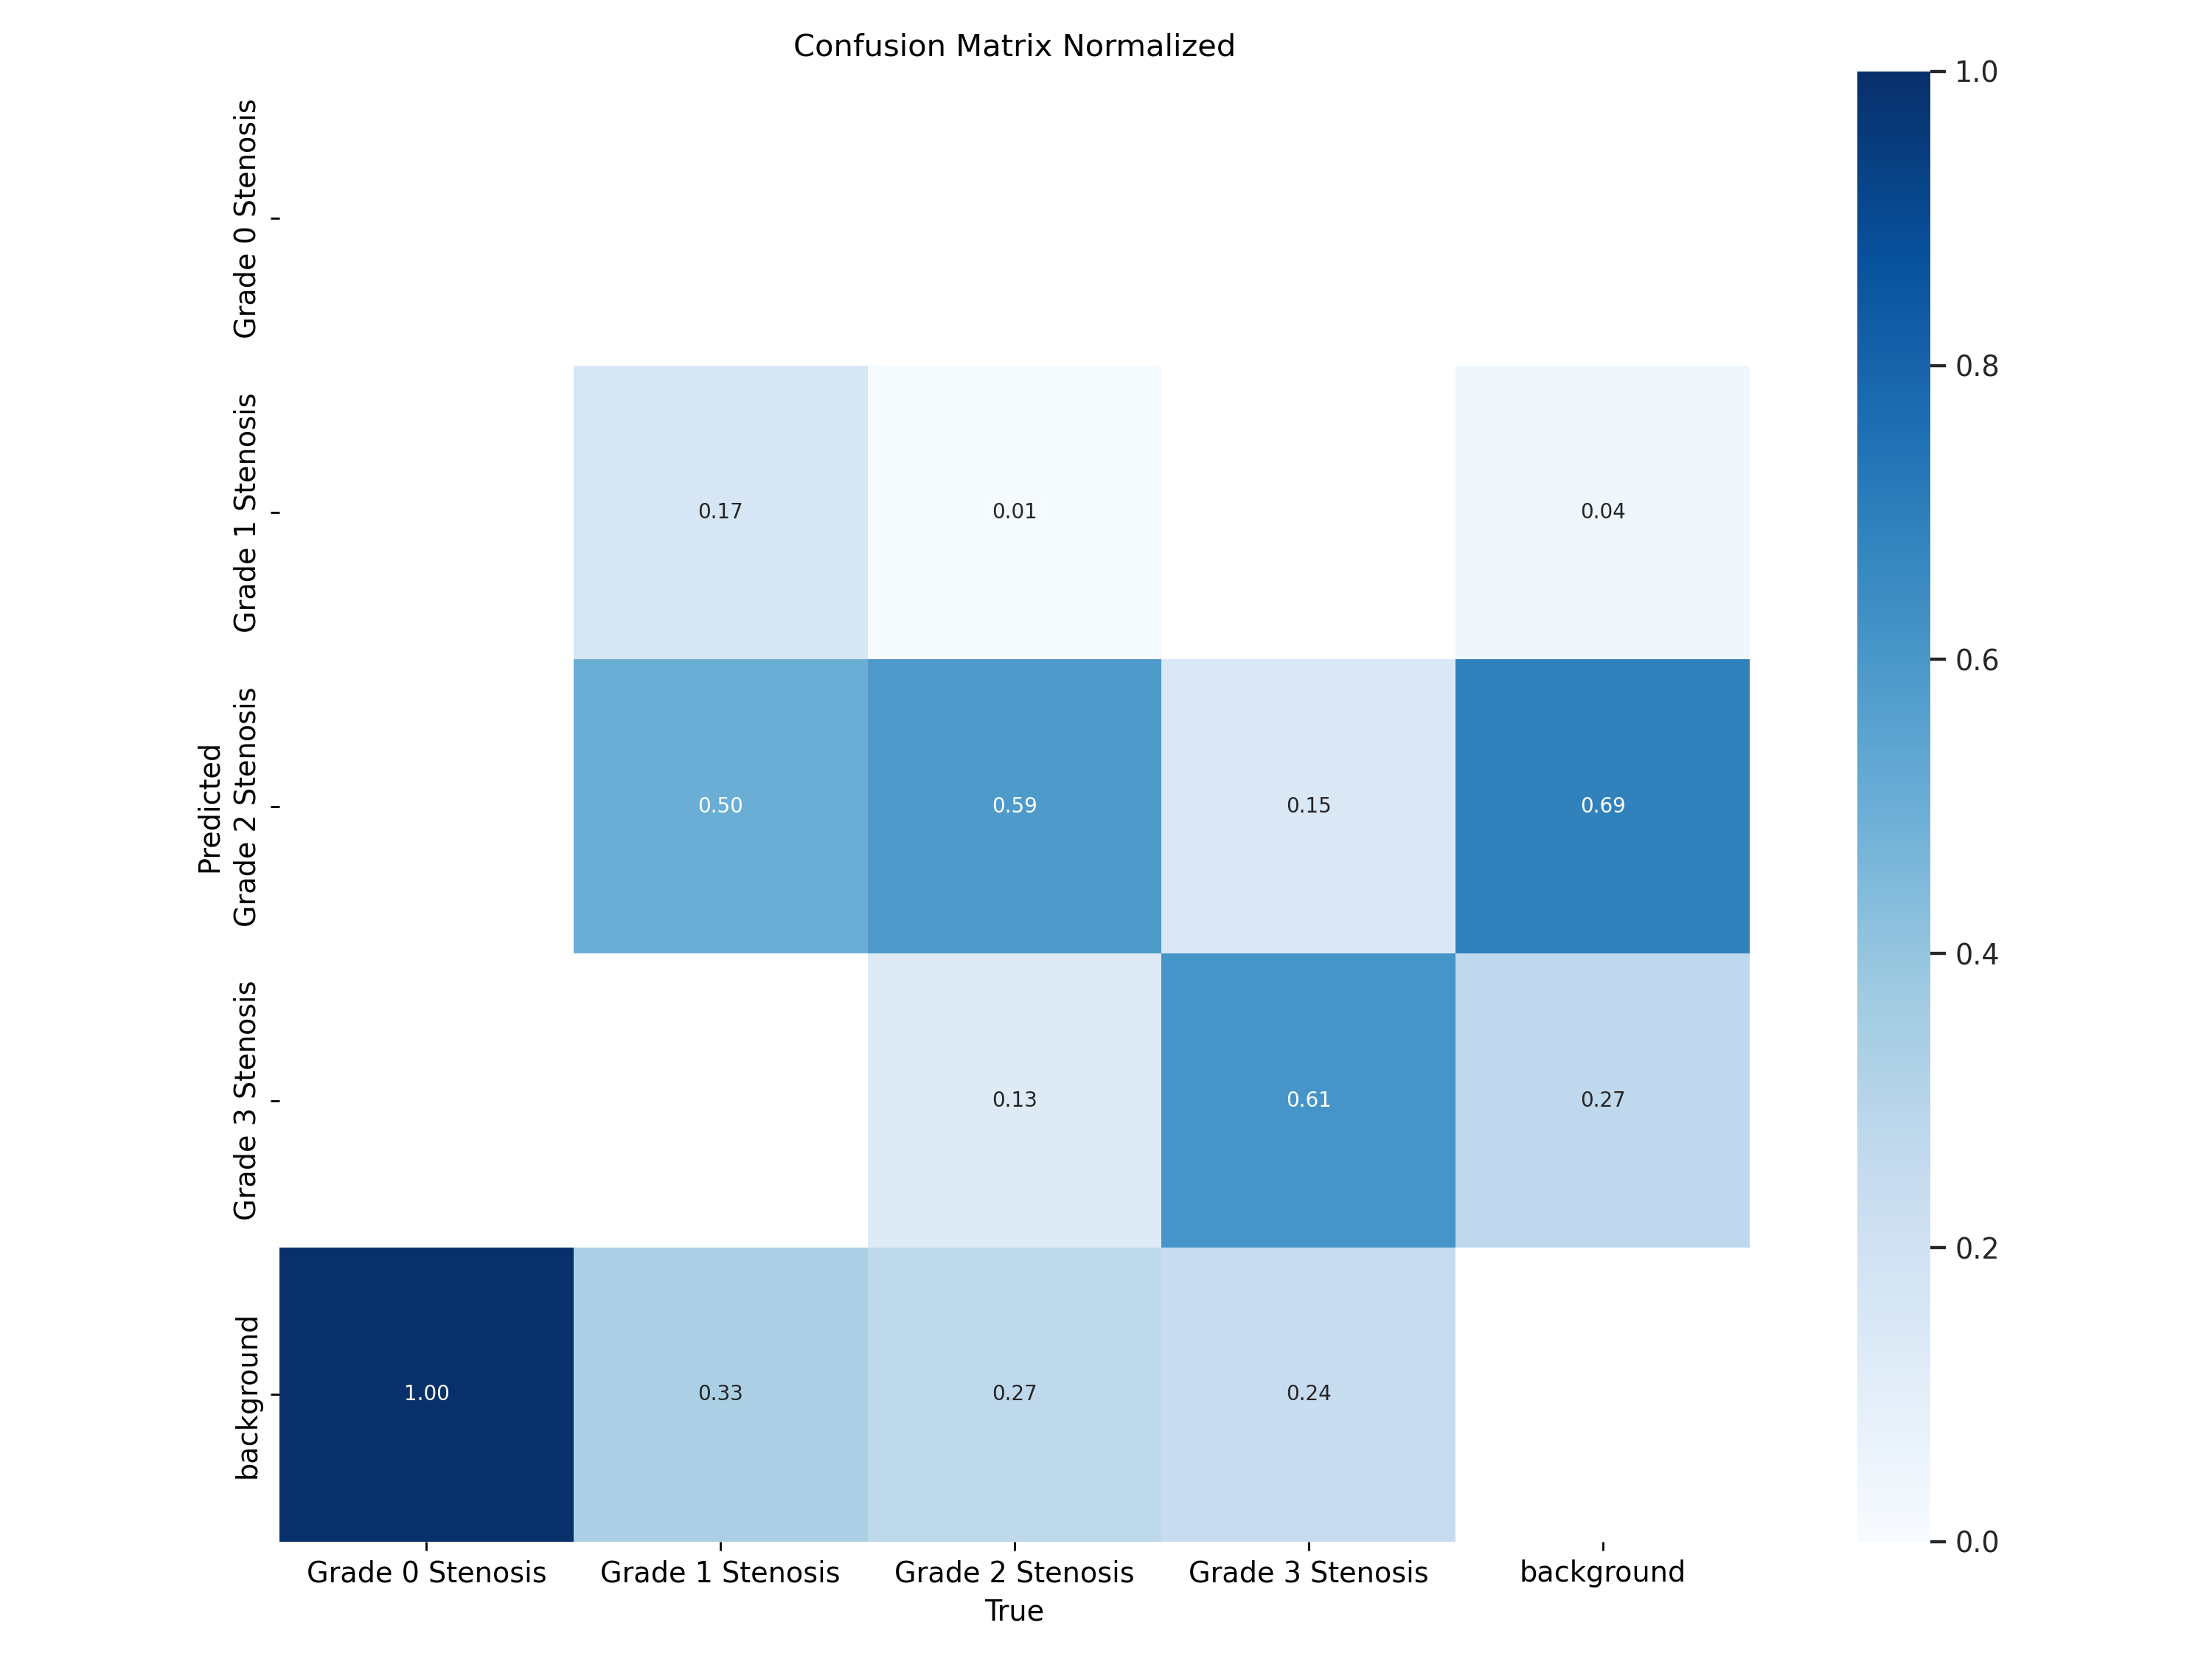 Confusion Matrix Normalized
1.0
0.8
0.6
0.4
0.2
0.0
Predicted
Grade 0 Stenosis
Grade 1 Stenosis
0.17 0.01 0.04
Grade 2 Stenosis
0.50 0.59 0.15 0.69
Grade 3 Stenosis
0.13 0.61 0.27
background
1.00 0.33 0.27 0.24
Grade 0 Stenosis Grade 1 Stenosis Grade 2 Stenosis Grade 3 Stenosis background
True